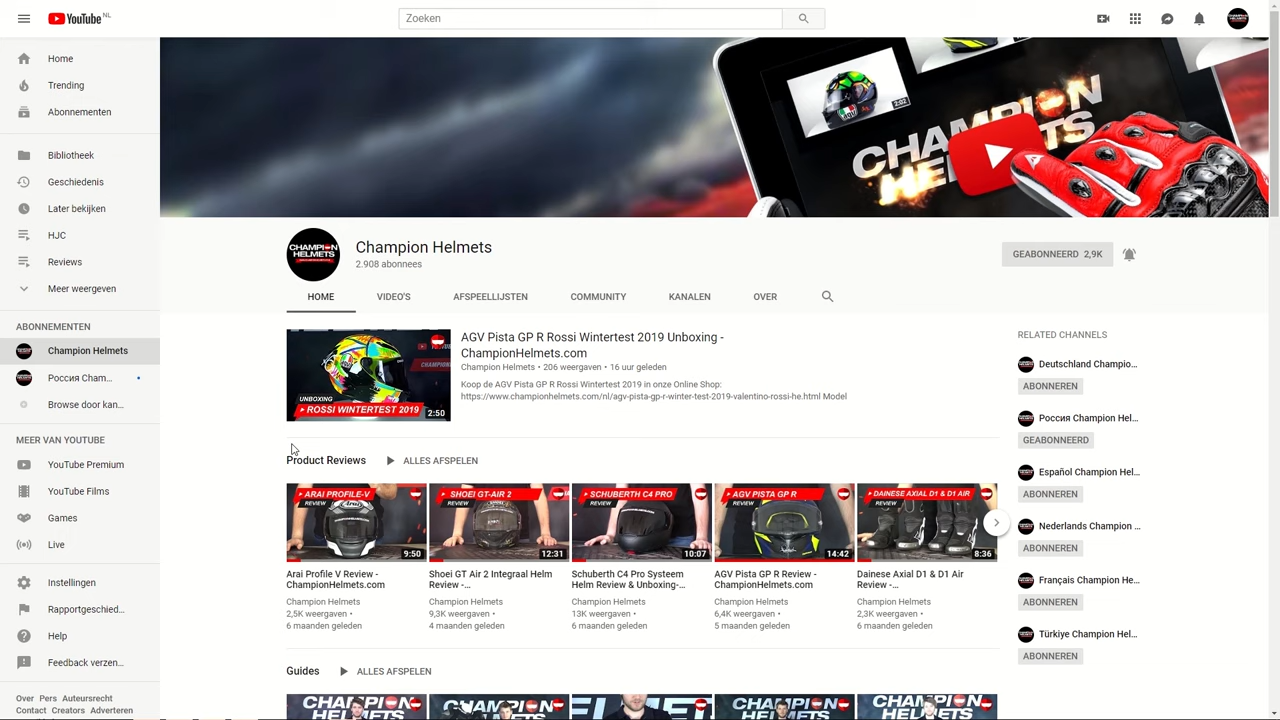 YouTube NL
Zoeken
Home
Trending
Abonnementen
Bibliotheek
Geschiedenis
Later bekijken
HJC
Reviews
Meer weergeven
ABONNEMENTEN
Champion Helmets
Россия Cham...
Browse door kan...
MEER VAN YOUTUBE
YouTube Premium
YouTube Films
Games
Live
Instellingen
Rapportgeschied...
Help
Feedback verzen...
Over Pers Auteursrecht
Contact Creators Adverteren
2:02
CHAMPION
HELMETS
CHAMPION
HELMETS
Champion Helmets
2.908 abonnees
GEABONNEERD 2,9K
HOME VIDEO'S AFSPEELLIJSTEN COMMUNITY KANALEN OVER
UNBOXING
ROSSI WINTERTEST 2019
2:50
AGV Pista GP R Rossi Wintertest 2019 Unboxing -
ChampionHelmets.com
Champion Helmets • 206 weergaven • 16 uur geleden
Koop de AGV Pista GP R Rossi Wintertest 2019 in onze Online Shop:
https://www.championhelmets.com/nl/agv-pista-gp-r-winter-test-2019-valentino-rossi-he.html Model
Product Reviews ALLES AFSPELEN
ARAI PROFILE-V
REVIEW
9:50
Arai Profile V Review -
ChampionHelmets.com
Champion Helmets
2,5K weergaven •
6 maanden geleden
SHOEI GT-AIR 2
REVIEW
12:31
Shoei GT Air 2 Integraal Helm
Review -...
Champion Helmets
9,3K weergaven •
4 maanden geleden
SCHUBERTH C4 PRO
REVIEW
10:07
Schuberth C4 Pro Systeem
Helm Review & Unboxing-...
Champion Helmets
13K weergaven •
6 maanden geleden
AGV PISTA GP R
REVIEW
14:42
AGV Pista GP R Review -
ChampionHelmets.com
Champion Helmets
6,4K weergaven •
5 maanden geleden
DAINESE AXIAL D1 & D1 AIR
REVIEW
8:36
Dainese Axial D1 & D1 Air
Review -...
Champion Helmets
2,3K weergaven •
6 maanden geleden
Guides ALLES AFSPELEN
RELATED CHANNELS
Deutschland Champio...
ABONNEREN
Россия Champion Hel...
GEABONNEERD
Español Champion Hel...
ABONNEREN
Nederlands Champion ...
ABONNEREN
Français Champion He...
ABONNEREN
Türkiye Champion Hel...
ABONNEREN